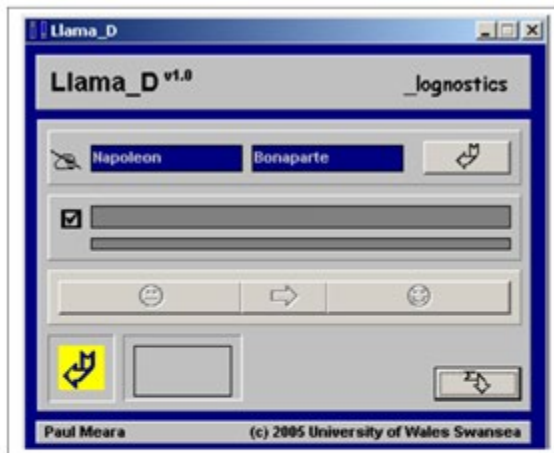 Llama_D
Llama_D v1.0
_lognostics
Napoleon Bonaparte
Paul Meara (c) 2005 University of Wales Swansea